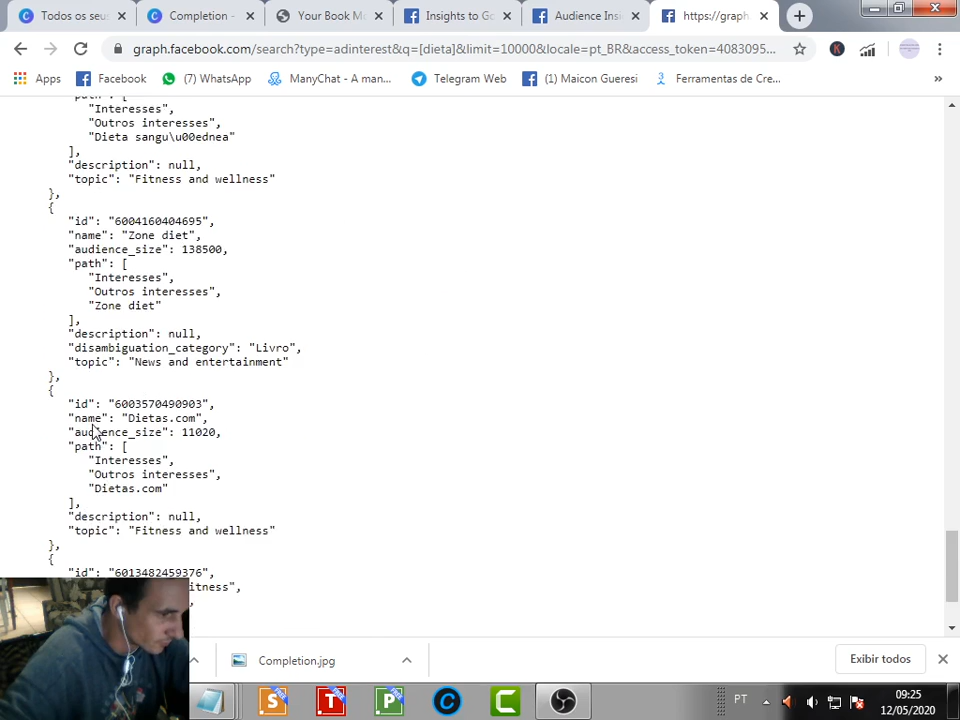 Todos os seus
Completion -
Your Book M
Insights to Go
Audience Insi
https://graph
graph.facebook.com/search?type=adinterest&q=[dieta]&limit=10000&locale=pt_BR&access_token=4083095...
Apps
Facebook
(7) WhatsApp
ManyChat - A man...
Telegram Web
(1) Maicon Gueresi
Ferramentas de Cre...
»
"path": [
"Interesses",
"Outros interesses",
"Dieta sangu\u00ednea"
],
"description": null,
"topic": "Fitness and wellness"
},
{
"id": "6004160404695",
"name": "Zone diet",
"audience_size": 138500,
"path": [
"Interesses",
"Outros interesses",
"Zone diet"
],
"description": null,
"disambiguation_category": "Livro",
"topic": "News and entertainment"
},
{
"id": "6003570490903",
"name": "Dietas.com",
"audience_size": 11020,
"path": [
"Interesses",
"Outros interesses",
"Dietas.com"
],
"description": null,
"topic": "Fitness and wellness"
},
{
"id": "6013482459376",
itness",
,
Completion.jpg
Exibir todos
S
T
P
C
C
PT
09:25
12/05/2020